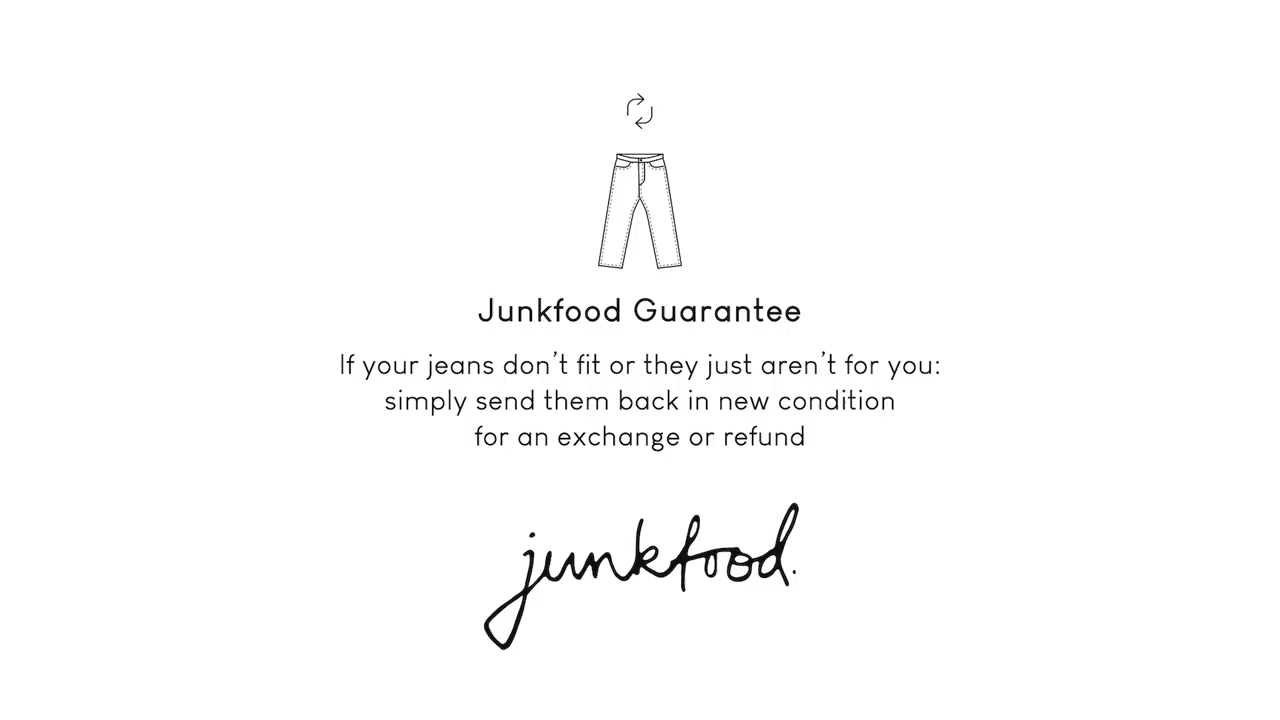 Junkfood Guarantee
If your jeans don't fit or they just aren't for you:
simply send them back in new condition
for an exchange or refund
junkfood.